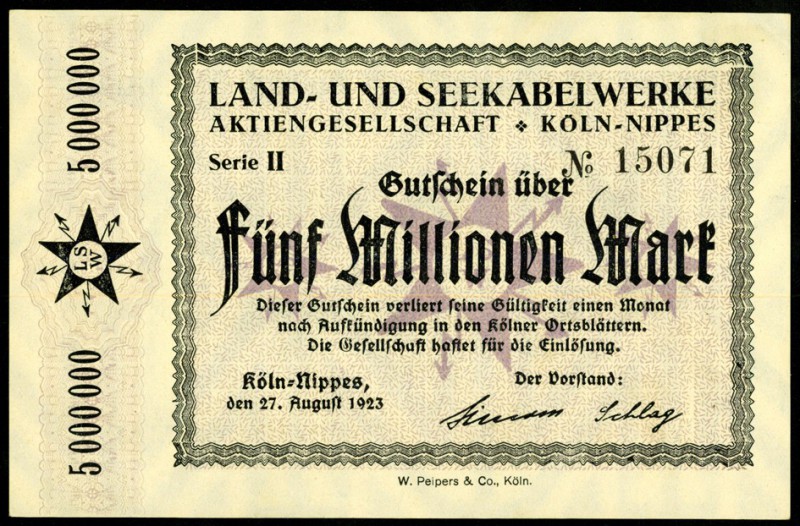 5 000 000
LSW
5 000 000
LAND- UND SEEKABELWERKE
AKTIENGESELLSCHAFT ❖ KÖLN-NIPPES
Serie II № 15071
Gutschein über
Fünf Millionen Mark
Dieser Gutschein verliert seine Gültigkeit einen Monat
nach Aufkündigung in den Kölner Ortsblättern.
Die Gesellschaft haftet für die Einlösung.
Köln-Nippes, Der Vorstand:
den 27. August 1923
Schlag
W. Peipers & Co., Köln.